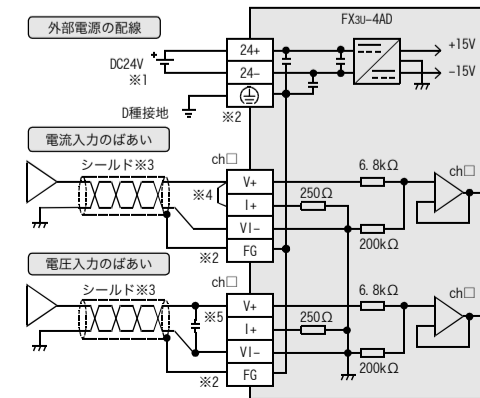 外部電源の配線
FX3U-4AD
DC24V
※1
24+
24-
+15V
-15V
D種接地
※2
電流入力のばあい
シールド※3
ch□
※4
V+
I+
VI-
FG
※2
250Ω
6.8kΩ
200kΩ
ch□
電圧入力のばあい
シールド※3
ch□
※5
V+
I+
VI-
FG
※2
250Ω
6.8kΩ
200kΩ
ch□